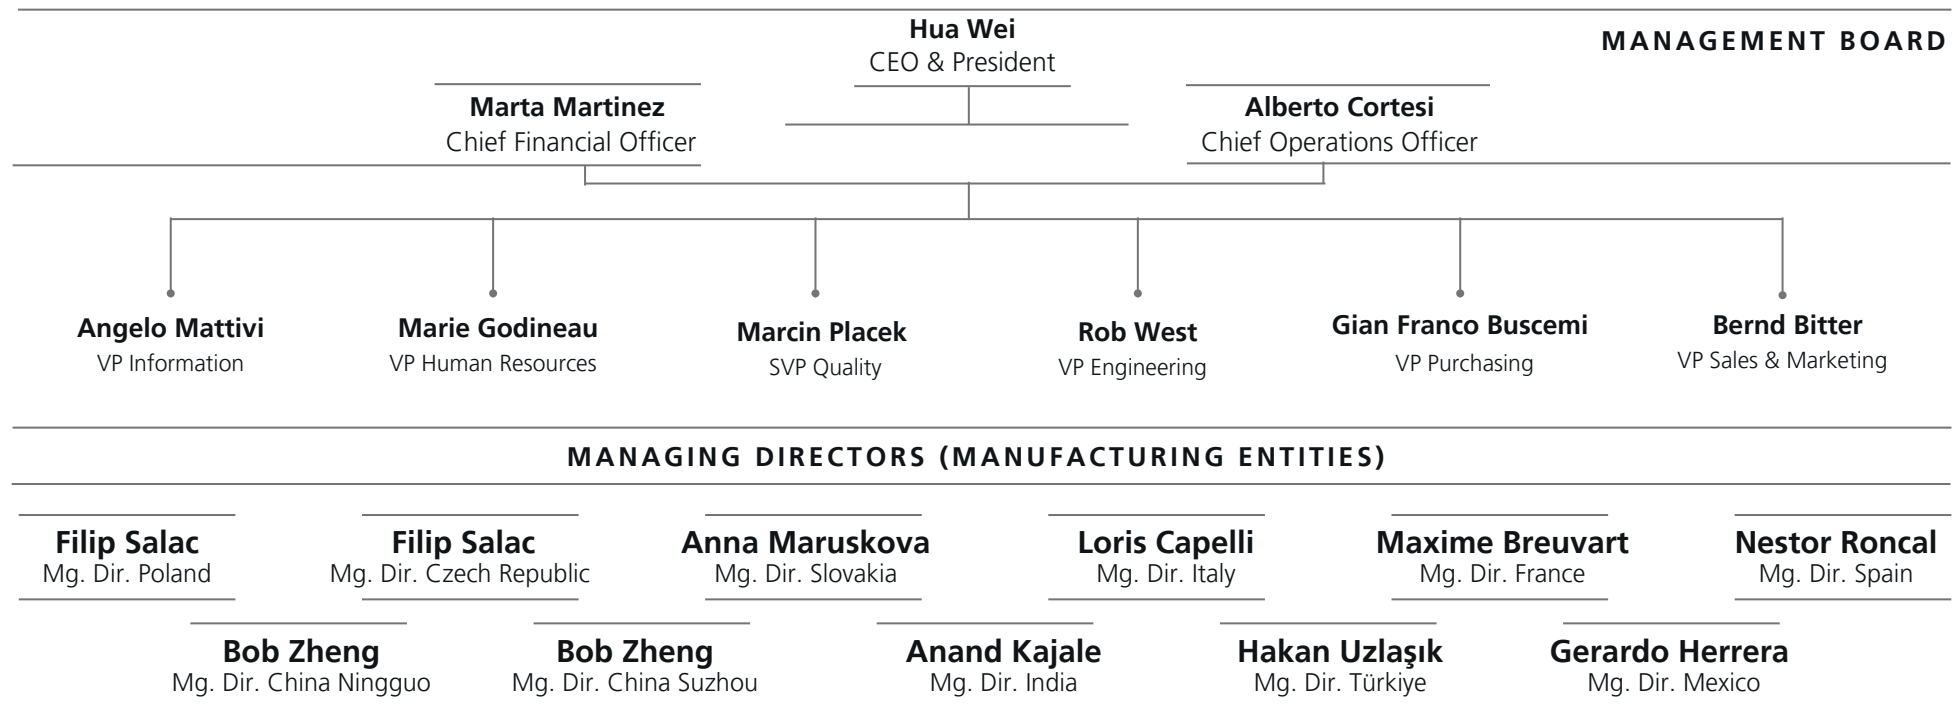 Hua Wei
CEO & President
MANAGEMENT BOARD
Marta Martinez
Chief Financial Officer
Alberto Cortesi
Chief Operations Officer
Angelo Mattivi
VP Information
Marie Godineau
VP Human Resources
Marcin Placek
SVP Quality
Rob West
VP Engineering
Gian Franco Buscemi
VP Purchasing
Bernd Bitter
VP Sales & Marketing
MANAGING DIRECTORS (MANUFACTURING ENTITIES)
Filip Salac
Mg. Dir. Poland
Filip Salac
Mg. Dir. Czech Republic
Anna Maruskova
Mg. Dir. Slovakia
Loris Capelli
Mg. Dir. Italy
Maxime Breuvart
Mg. Dir. France
Nestor Roncal
Mg. Dir. Spain
Bob Zheng
Mg. Dir. China Ningguo
Bob Zheng
Mg. Dir. China Suzhou
Anand Kajale
Mg. Dir. India
Hakan Uzlaşık
Mg. Dir. Türkiye
Gerardo Herrera
Mg. Dir. Mexico